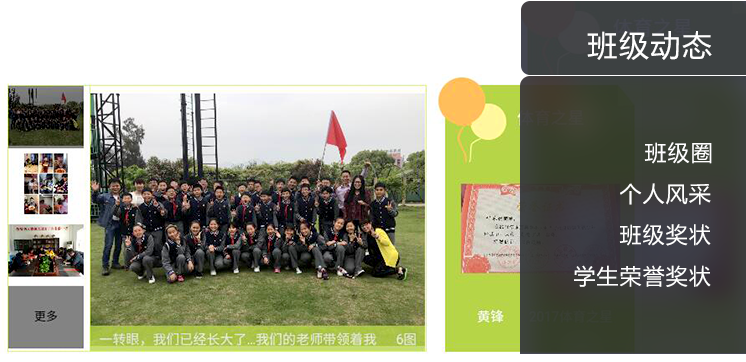 班级动态
班级圈
个人风采
班级奖状
学生荣誉奖状
更多
一转眼，我们已经长大了...我们的老师带领着我
6图
黄锋